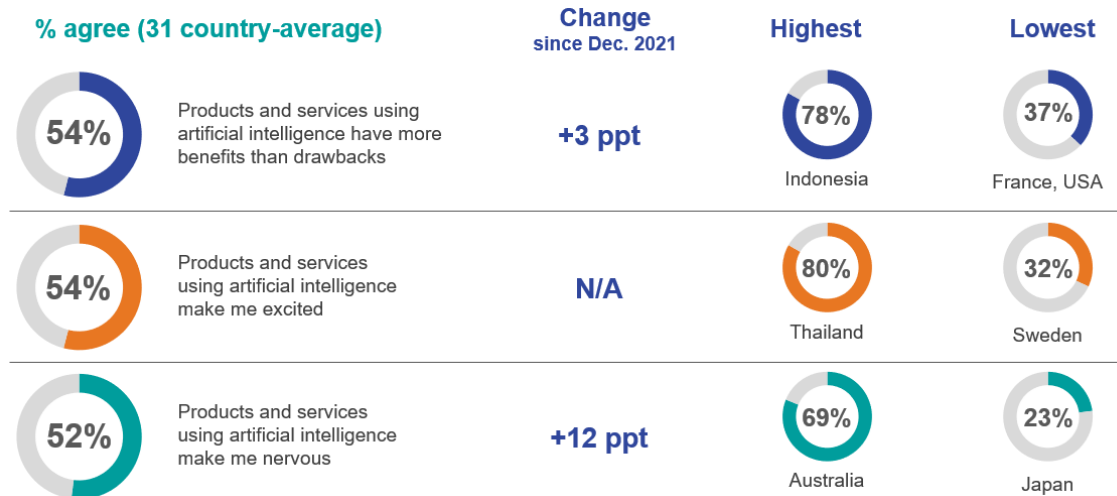 % agree (31 country-average)
Change
since Dec. 2021
Highest
Lowest
54%
Products and services using
artificial intelligence have more
benefits than drawbacks
+3 ppt
78%
Indonesia
37%
France, USA
54%
Products and services
using artificial intelligence
make me excited
N/A
80%
Thailand
32%
Sweden
52%
Products and services
using artificial intelligence
make me nervous
+12 ppt
69%
Australia
23%
Japan